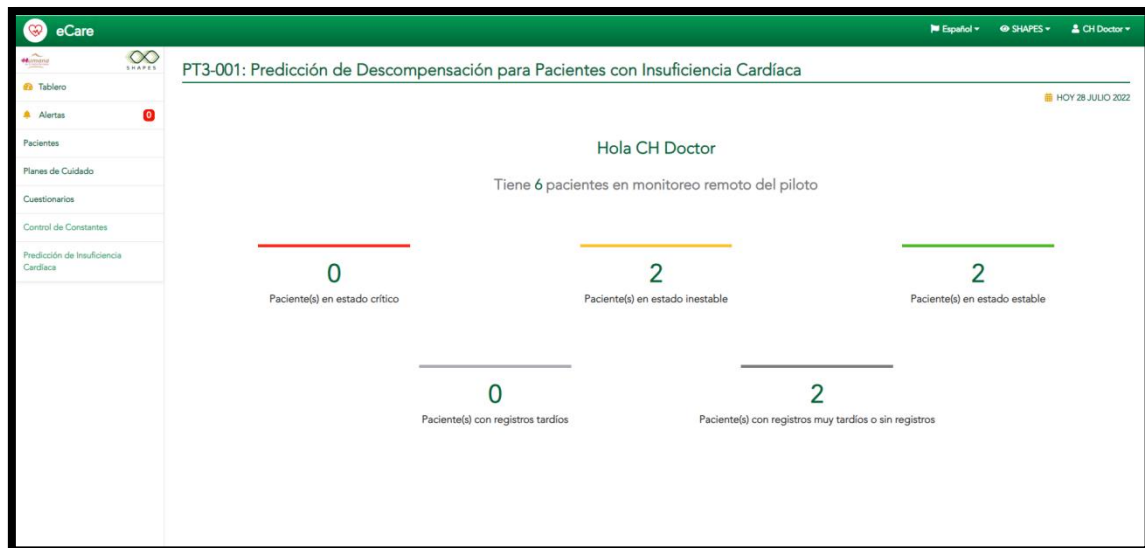 eCare
Español
SHAPES
CH Doctor
SHAPES
Tablero
Alertas
0
Pacientes
Planes de Cuidado
Cuestionarios
Control de Constantes
Predicción de Insuficiencia
Cardíaca
PT3-001: Predicción de Descompensación para Pacientes con Insuficiencia Cardíaca
HOY 28 JULIO 2022
Hola CH Doctor
Tiene 6 pacientes en monitoreo remoto del piloto
0
Paciente(s) en estado crítico
2
Paciente(s) en estado inestable
2
Paciente(s) en estado estable
0
Paciente(s) con registros tardíos
2
Paciente(s) con registros muy tardíos o sin registros